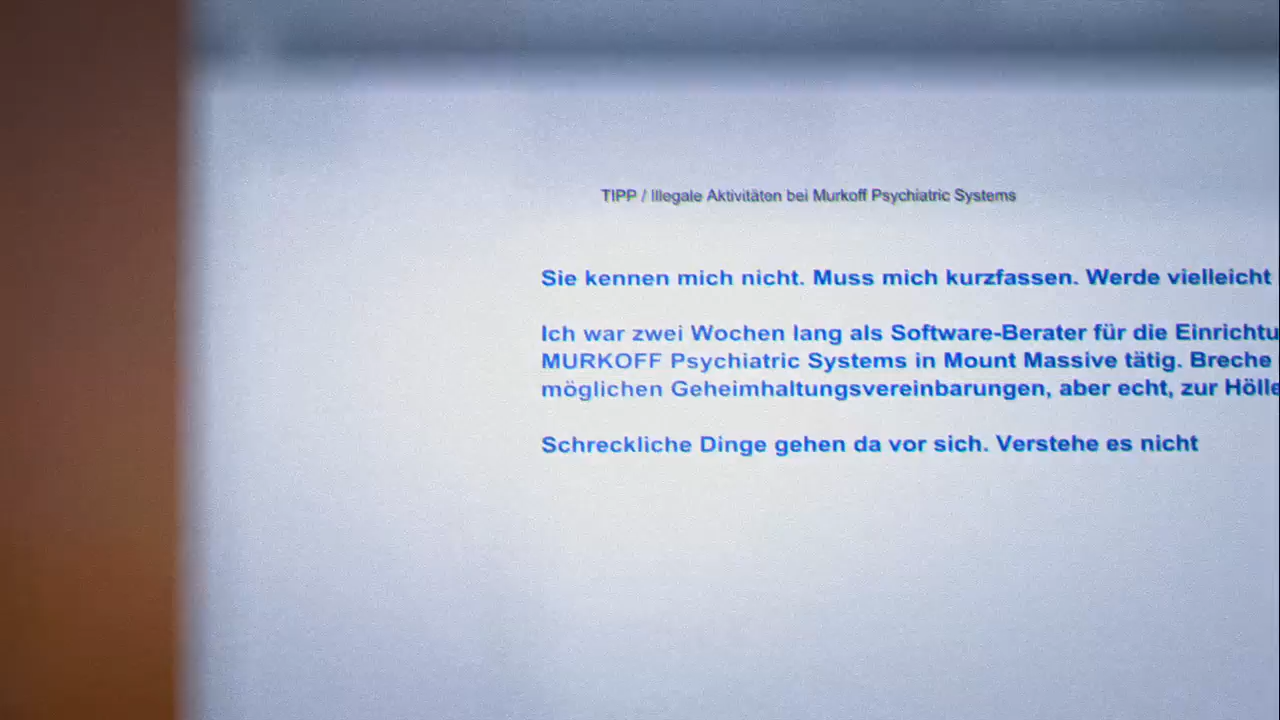 TIPP / Illegale Aktivitäten bei Murkoff Psychiatric Systems
Sie kennen mich nicht. Muss mich kurzfassen. Werde vielleicht
Ich war zwei Wochen lang als Software-Berater für die Einrichtu
MURKOFF Psychiatric Systems in Mount Massive tätig. Breche
möglichen Geheimhaltungsvereinbarungen, aber echt, zur Hölle
Schreckliche Dinge gehen da vor sich. Verstehe es nicht